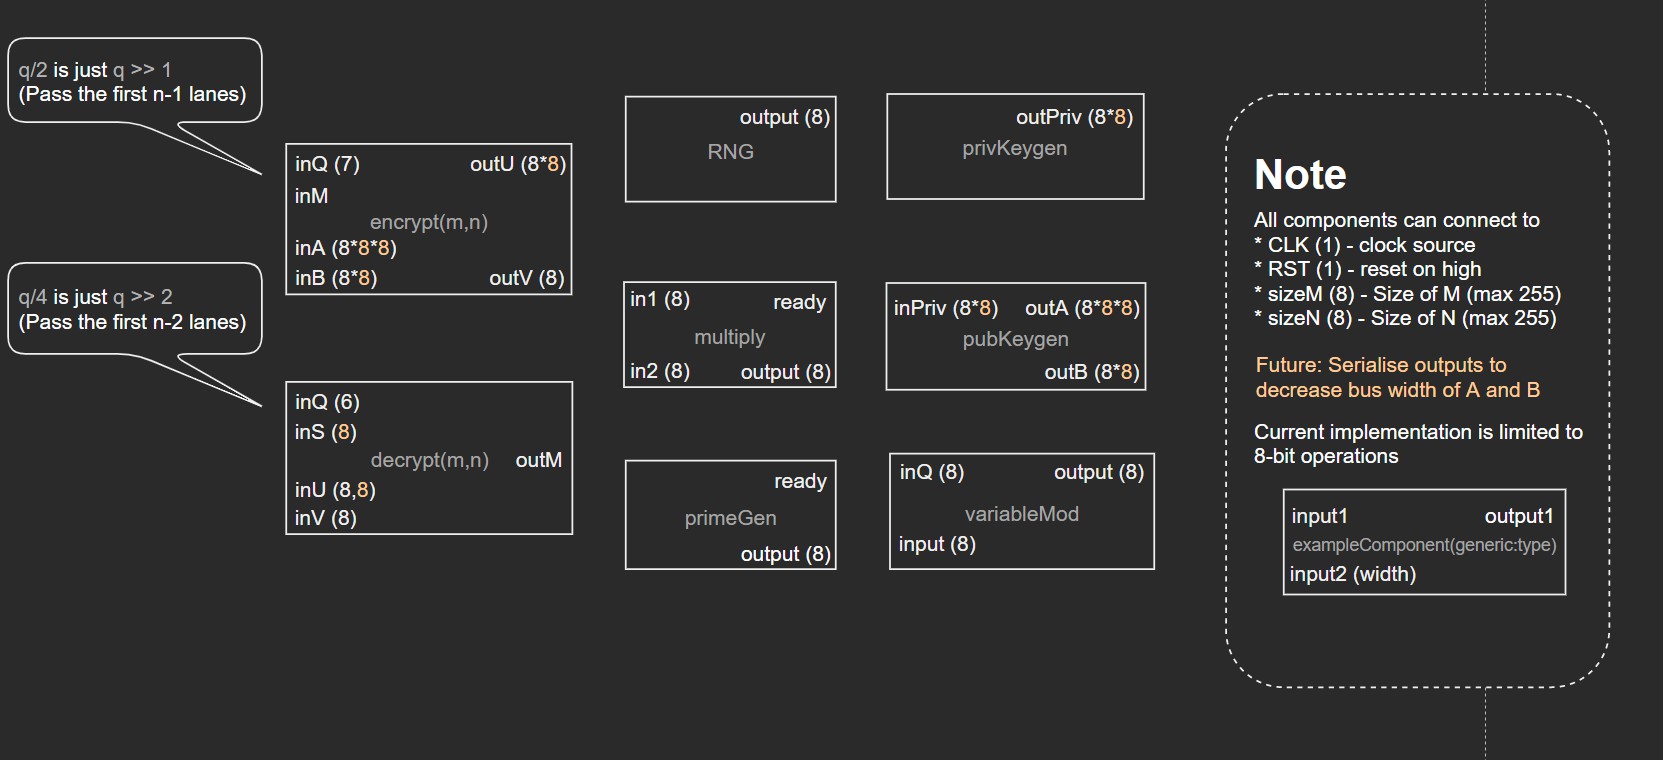 q/2 is just q >> 1
(Pass the first n-1 lanes)
q/4 is just q >> 2
(Pass the first n-2 lanes)
inQ (7)
outU (8*8)
inM
encrypt(m,n)
inA (8*8*8)
inB (8*8)
outV (8)
inQ (6)
inS (8)
decrypt(m,n)
outM
inU (8,8)
inV (8)
output (8)
RNG
in1 (8)
ready
multiply
in2 (8)
output (8)
ready
primeGen
output (8)
outPriv (8*8)
privKeygen
inPriv (8*8)
outA (8*8*8)
pubKeygen
outB (8*8)
inQ (8)
output (8)
variableMod
input (8)
Note
All components can connect to
* CLK (1) - clock source
* RST (1) - reset on high
* sizeM (8) - Size of M (max 255)
* sizeN (8) - Size of N (max 255)
Future: Serialise outputs to
decrease bus width of A and B
Current implementation is limited to
8-bit operations
input1
output1
exampleComponent(generic:type)
input2 (width)